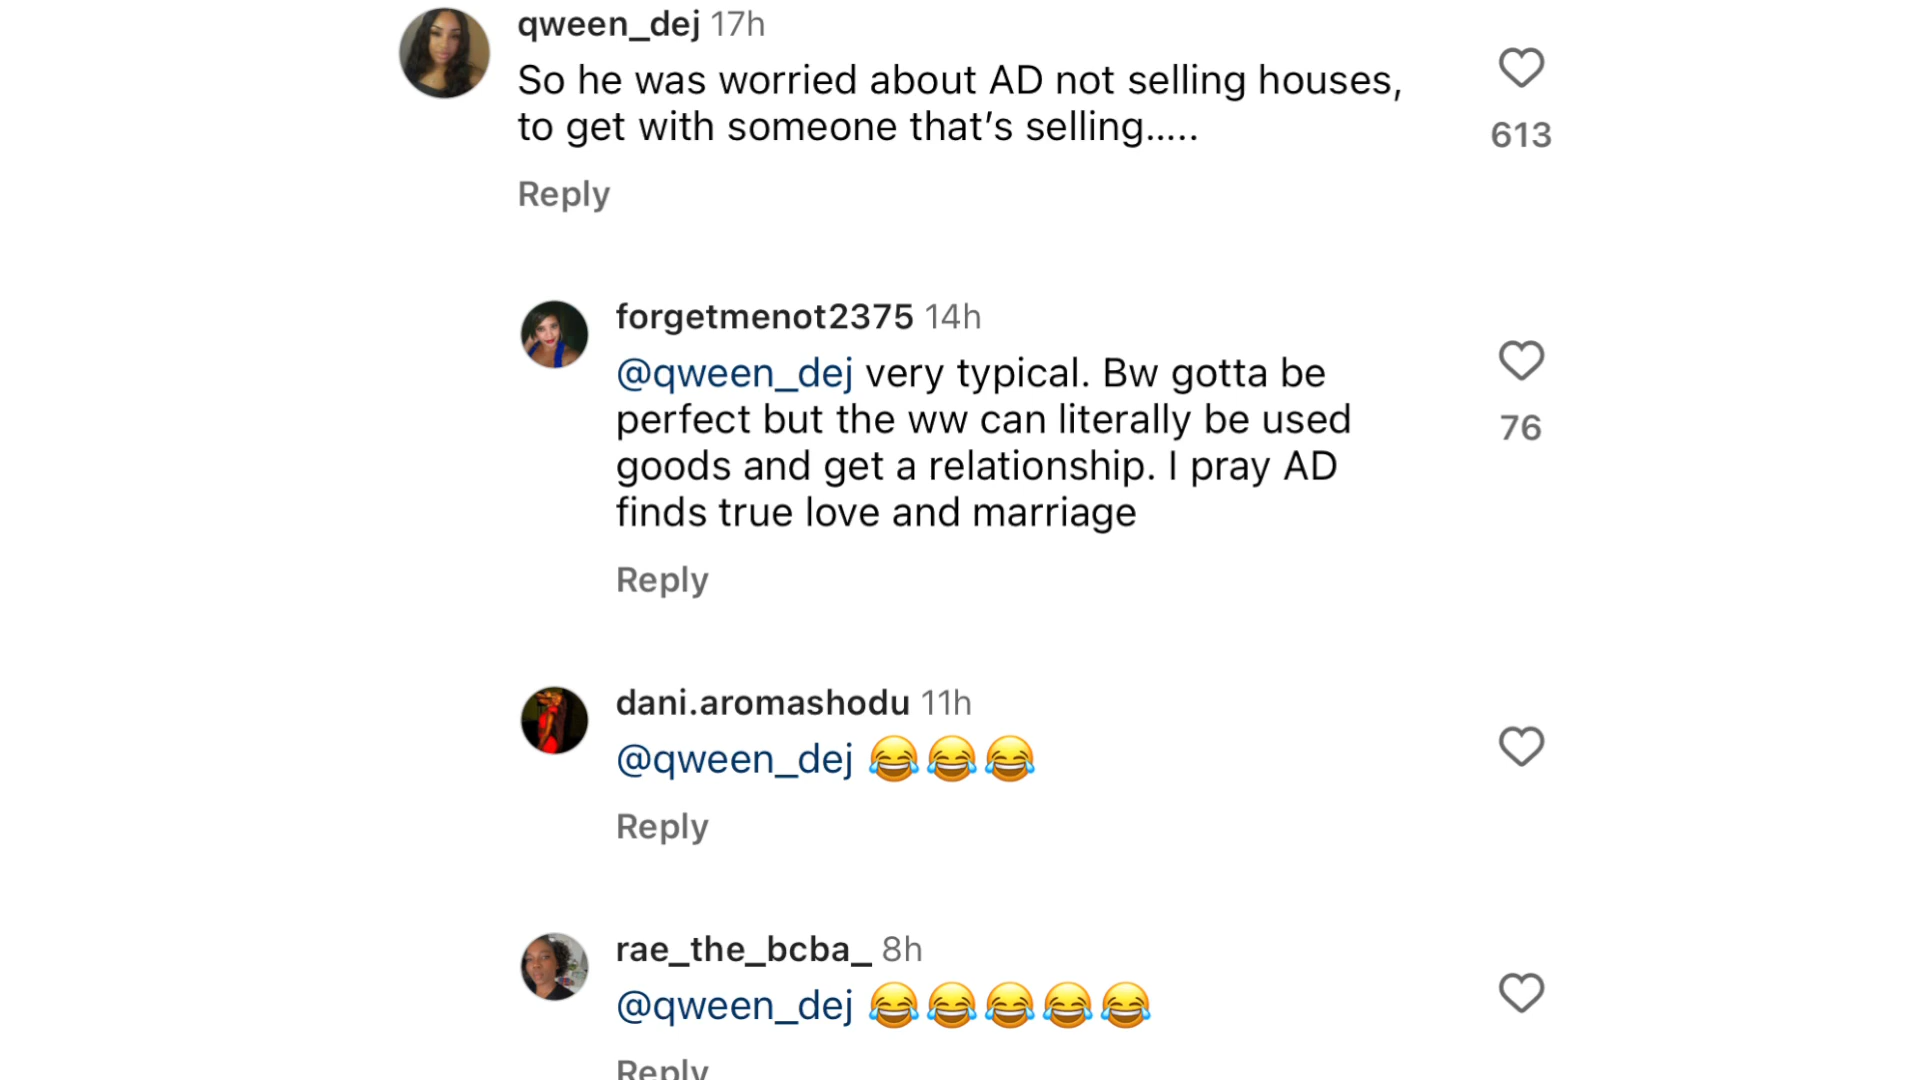 qween_dej 17h
So he was worried about AD not selling houses,
to get with someone that’s selling.....
613
Reply
forgetmenot2375 14h
@qween_dej very typical. Bw gotta be
perfect but the ww can literally be used
goods and get a relationship. I pray AD
finds true love and marriage
76
Reply
dani.aromashodu 11h
@qween_dej 😂😂😂
Reply
rae_the_bcba_ 8h
@qween_dej 😂😂😂😂😂
Reply